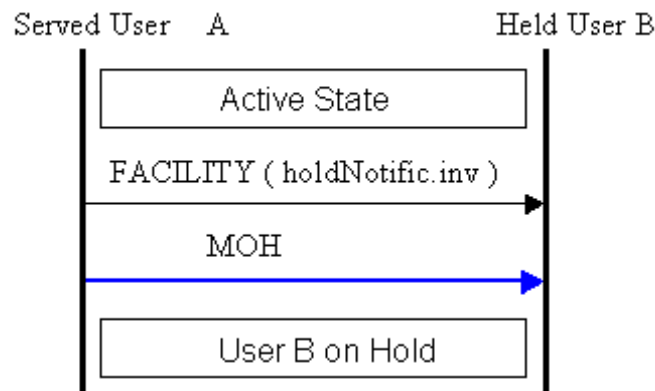 Served User A Held User B
Active State
FACILITY ( holdNotific.inv )
MOH
User B on Hold